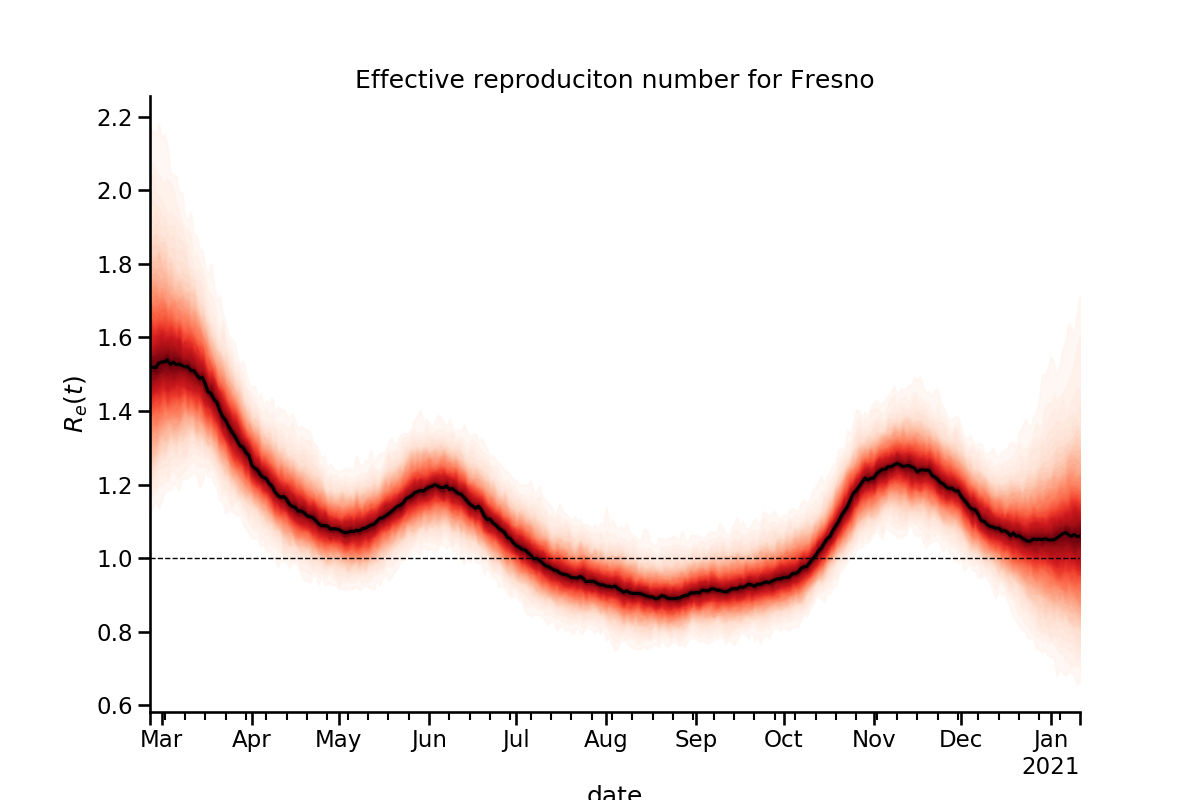 Effective reproduciton number for Fresno
2.2
2.0
1.8
1.6
1.4
1.2
1.0
0.8
0.6
Rₑ(t)
Mar Apr May Jun Jul Aug Sep Oct Nov Dec Jan
2021
date